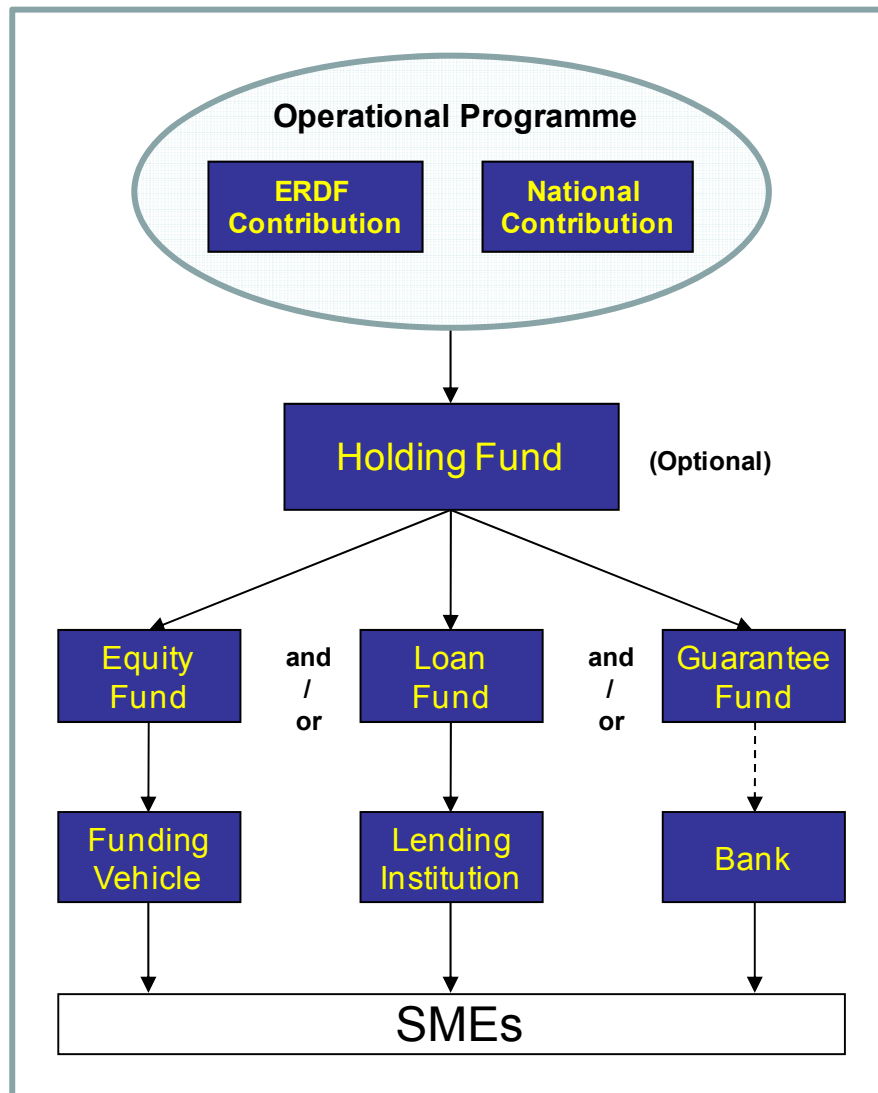 Operational Programme
ERDF
Contribution
National
Contribution
Holding Fund
(Optional)
Equity
Fund
and
/
or
Loan
Fund
and
/
or
Guarantee
Fund
Funding
Vehicle
Lending
Institution
Bank
SMEs